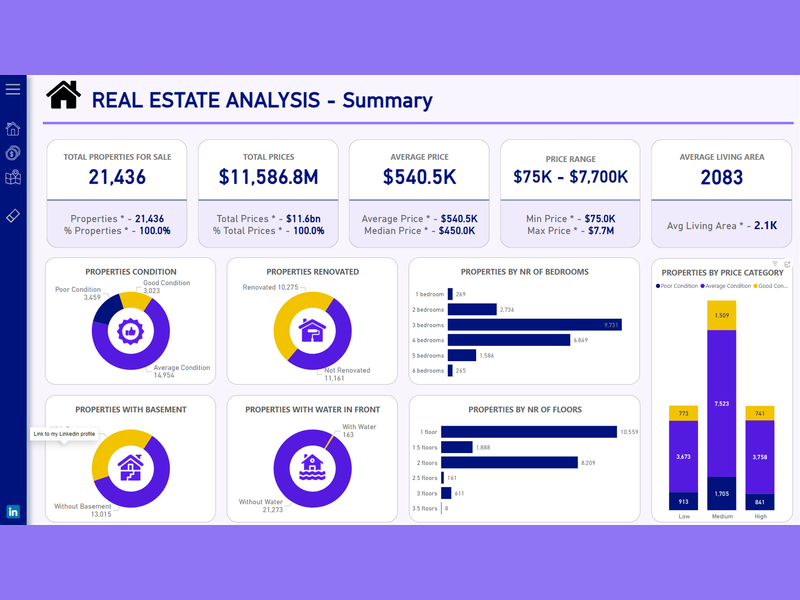 REAL ESTATE ANALYSIS - Summary
TOTAL PROPERTIES FOR SALE
21,436
Properties * - 21,436
% Properties * - 100.0%
TOTAL PRICES
$11,586.8M
Total Prices * - $11.6bn
% Total Prices * - 100.0%
AVERAGE PRICE
$540.5K
Average Price * - $540.5K
Median Price * - $450.0K
PRICE RANGE
$75K - $7,700K
Min Price * - $75.0K
Max Price * - $7.7M
AVERAGE LIVING AREA
2083
Avg Living Area * - 2.1K
PROPERTIES CONDITION
Good Condition
3,023
Poor Condition
3,459
Average Condition
14,954
PROPERTIES RENOVATED
Renovated 10,275
Not Renovated
11,161
PROPERTIES BY NR OF BEDROOMS
1 bedroom 269
2 bedrooms 2,736
3 bedrooms 9,731
4 bedrooms 6,849
5 bedrooms 1,586
6 bedrooms 265
PROPERTIES BY PRICE CATEGORY
Poor Condition Average Condition Good Con...
1,509
7,523
1,705
773
3,673
913
741
3,758
841
Low Medium High
PROPERTIES WITH BASEMENT
Link to my Linkedin profile
Without Basement
13,015
PROPERTIES WITH WATER IN FRONT
With Water
163
Without Water
21,273
PROPERTIES BY NR OF FLOORS
1 floor 10,559
1.5 floors 1,888
2 floors 8,209
2.5 floors 161
3 floors 611
3.5 floors 8
in